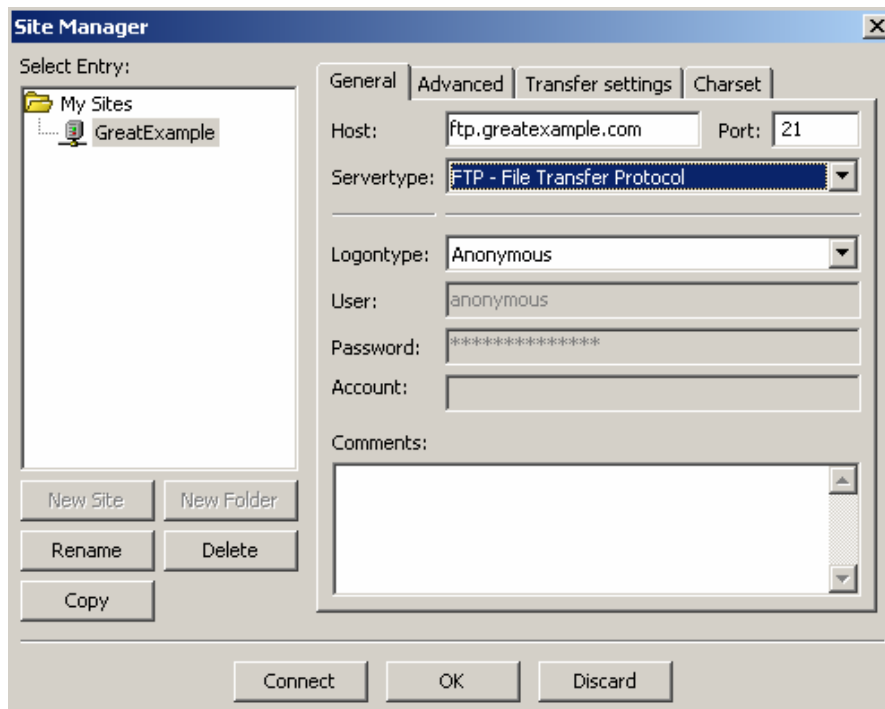 Site Manager
Select Entry:
My Sites
GreatExample
New Site
New Folder
Rename
Delete
Copy
General
Advanced
Transfer settings
Charset
Host:
ftp.greatexample.com
Port:
21
Servertype:
FTP - File Transfer Protocol
Logontype:
Anonymous
User:
anonymous
Password:
**************
Account:
Comments:
Connect
OK
Discard